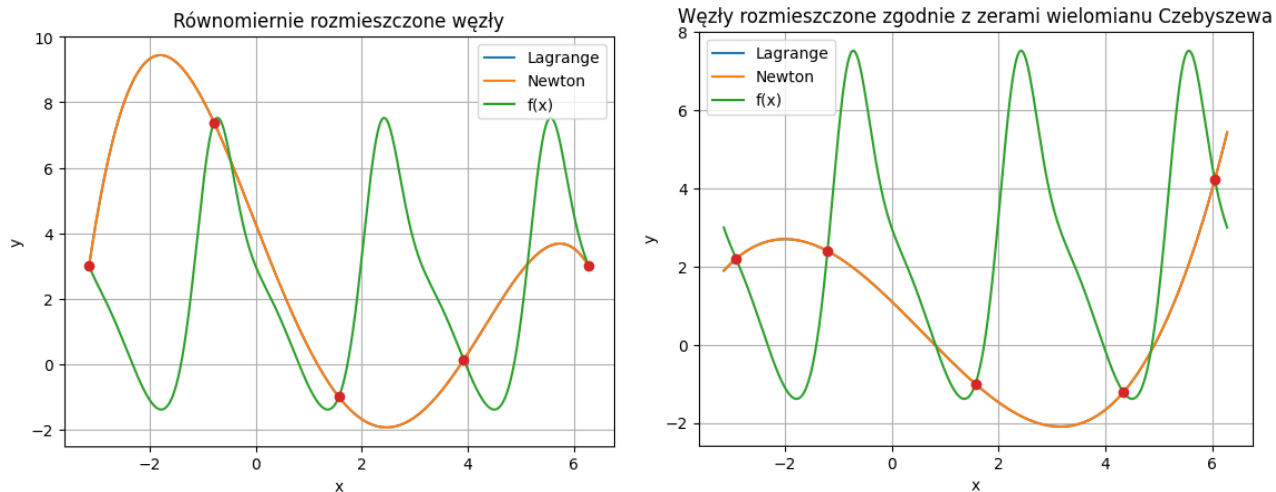 Równomiernie rozmieszczone węzły
10
8
6
4
2
0
−2
y
−2
0
2
4
6
x
Lagrange
Newton
f(x)
Węzły rozmieszczone zgodnie z zerami wielomianu Czebyszewa
8
6
4
2
0
−2
y
−2
0
2
4
6
x
Lagrange
Newton
f(x)